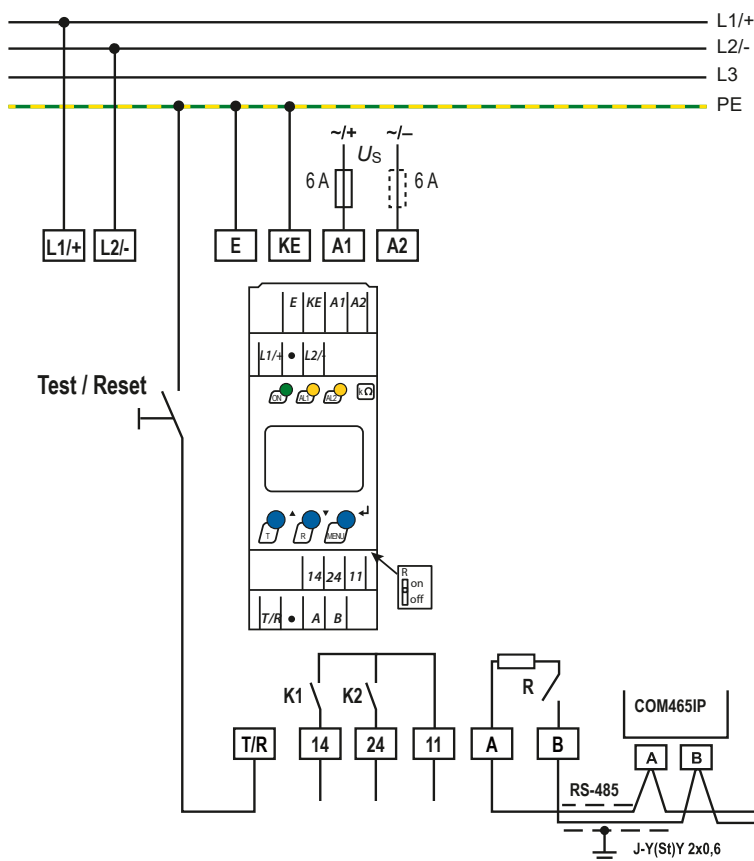 L1/+
L2/-
L3
PE
~/+ ~/–
US
6 A 6 A
L1/+ L2/- E KE A1 A2
E KE A1 A2
L1/+ • L2/-
Test / Reset
ON AL1 AL2 kΩ
T R MENU
14 24 11
R
on
off
T/R • A B
K1 K2 R
COM465IP
T/R 14 24 11 A B
A B
RS-485
J-Y(St)Y 2x0,6